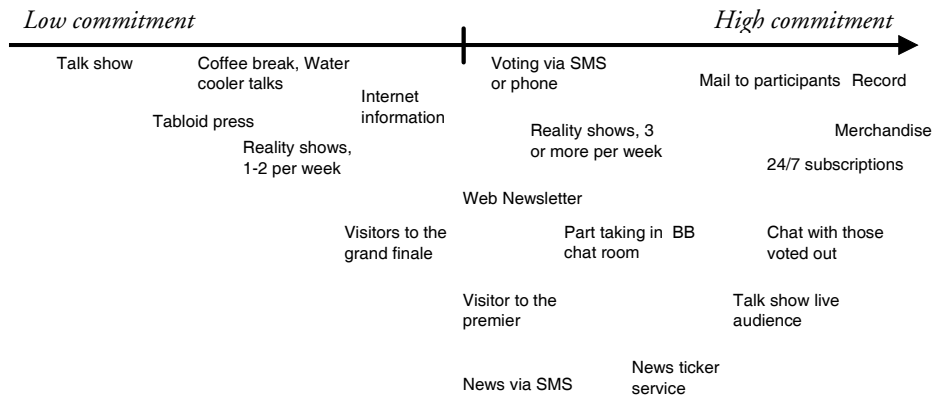 Low commitment
High commitment
Talk show
Coffee break, Water
cooler talks
Voting via SMS
or phone
Mail to participants
Record
Internet
information
Tabloid press
Reality shows, 3
or more per week
Merchandise
Reality shows,
1-2 per week
24/7 subscriptions
Web Newsletter
Visitors to the
grand finale
Part taking in BB
chat room
Chat with those
voted out
Visitor to the
premier
Talk show live
audience
News via SMS
News ticker
service